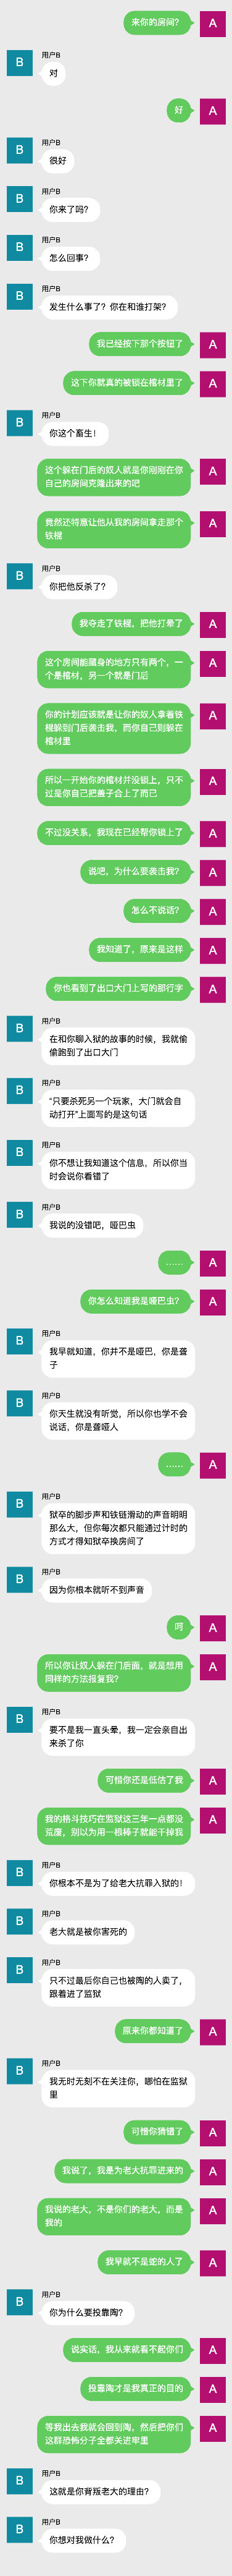 来你的房间？
A
B
用户B
对
好
A
B
用户B
很好
B
用户B
你来了吗？
B
用户B
怎么回事？
B
用户B
发生什么事了？你在和谁打架？
我已经按下那个按钮了
A
这下你就真的被锁在棺材里了
A
B
用户B
你这个畜生！
这个躲在门后的奴人就是你刚刚在你
自己的房间克隆出来的吧
A
竟然还特意让他从我的房间拿走那个
铁棍
A
B
用户B
你把他反杀了？
我夺走了铁棍，把他打晕了
A
这个房间能藏身的地方只有两个，一
个是棺材，另一个就是门后
A
你的计划应该就是让你的奴人拿着铁
棍躲到门后袭击我，而你自己则躲在
棺材里
A
所以一开始你的棺材并没锁上，只不
过是你自己把盖子合上了而已
A
不过没关系，我现在已经帮你锁上了
A
说吧，为什么要袭击我？
A
怎么不说话？
A
我知道了，原来是这样
A
你也看到了出口大门上写的那行字
A
B
用户B
在和你聊入狱的故事的时候，我就偷
偷跑到了出口大门
B
用户B
“只要杀死另一个玩家，大门就会自
动打开”上面写的是这句话
B
用户B
你不想让我知道这个信息，所以你当
时会说你看错了
B
用户B
我说的没错吧，哑巴虫
……
A
你怎么知道我是哑巴虫？
A
B
用户B
我早就知道，你并不是哑巴，你是聋
子
B
用户B
你天生就没有听觉，所以你也学不会
说话，你是聋哑人
……
A
B
用户B
狱卒的脚步声和铁链滑动的声音明明
那么大，但你每次都只能通过计时的
方式才得知狱卒换房间了
B
用户B
因为你根本就听不到声音
呵
A
所以你让奴人躲在门后面，就是想用
同样的方法报复我？
A
B
用户B
要不是我一直头晕，我一定会亲自出
来杀了你
可惜你还是低估了我
A
我的格斗技巧在监狱这三年一点都没
荒废，别以为用一根棒子就能干掉我
A
B
用户B
你根本不是为了给老大抗罪入狱的！
B
用户B
老大就是被你害死的
B
用户B
只不过最后你自己也被陶的人卖了，
跟着进了监狱
原来你都知道了
A
B
用户B
我无时无刻不在关注你，哪怕在监狱
里
可惜你猜错了
A
我说了，我是为老大抗罪进来的
A
我说的老大，不是你们的老大，而是
我的
A
我早就不是蛇的人了
A
B
用户B
你为什么要投靠陶？
说实话，我从来就看不起你们
A
投靠陶才是我真正的目的
A
等我出去我就会回到陶，然后把你们
这群恐怖分子全都关进牢里
A
B
用户B
这就是你背叛老大的理由？
B
用户B
你想对我做什么？